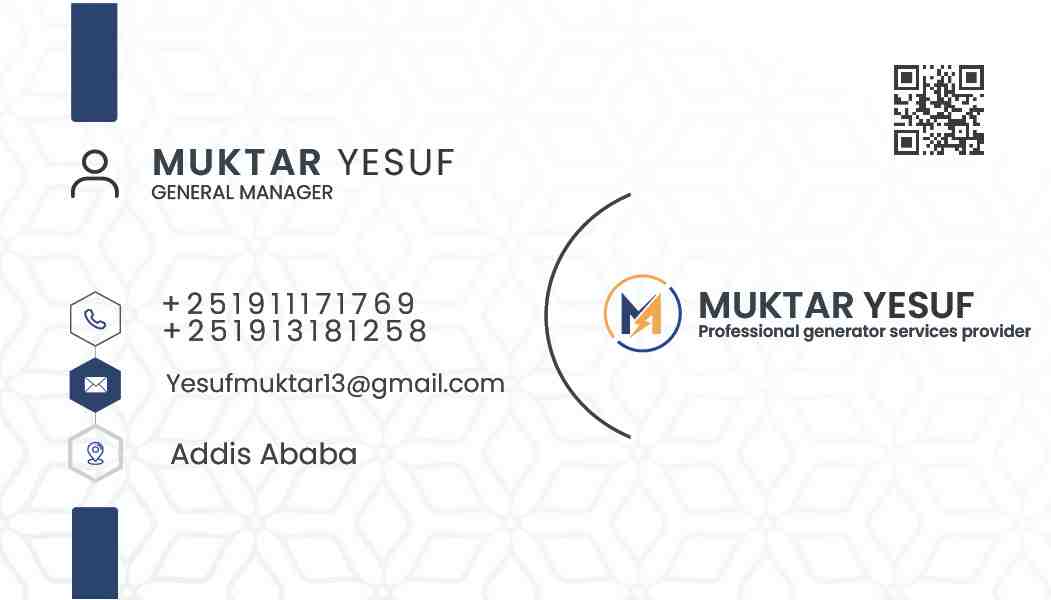 MUKTAR YESUF
GENERAL MANAGER
+251911171769
+251913181258
Yesufmuktar13@gmail.com
Addis Ababa
MUKTAR YESUF
Professional generator services provider